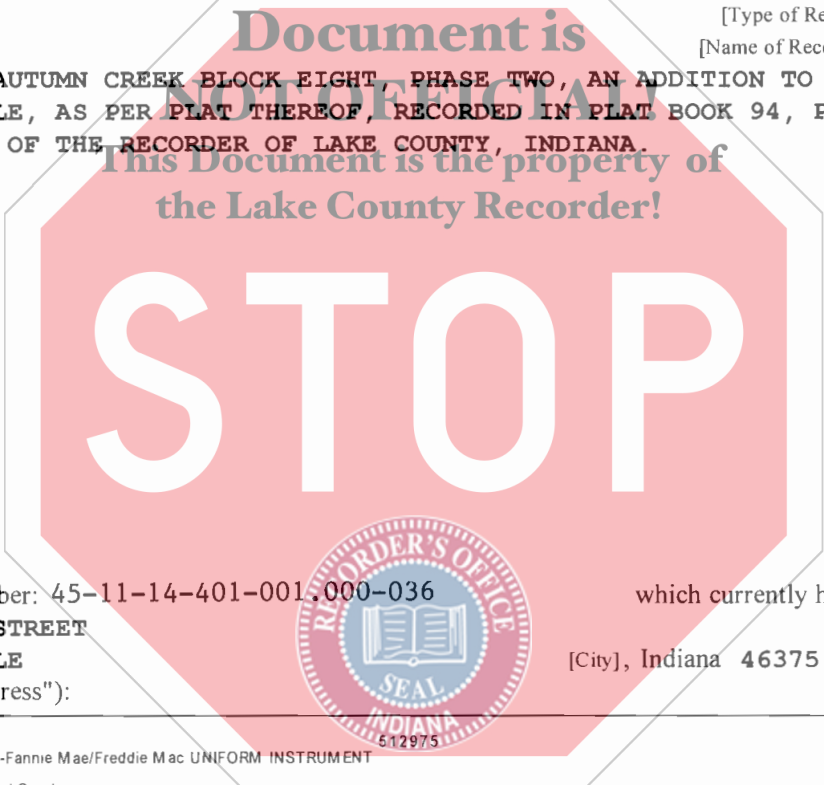 Document is
[Type of Re
[Name of Reco
AUTUMN CREEK BLOCK EIGHT, PHASE TWO, AN ADDITION TO
NOT OFFICIAL!
LE, AS PER PLAT THEREOF, RECORDED IN PLAT BOOK 94, P
OF THE RECORDER OF LAKE COUNTY, INDIANA.
This Document is the property of
the Lake County Recorder!
STOP
ber: 45-11-14-401-001.000-036 which currently h
STREET
LE [City], Indiana 46375
ress"):
RECORDER'S OFFICE
SEAL
INDIANA
512975
-Fannie Mae/Freddie Mac UNIFORM INSTRUMENT